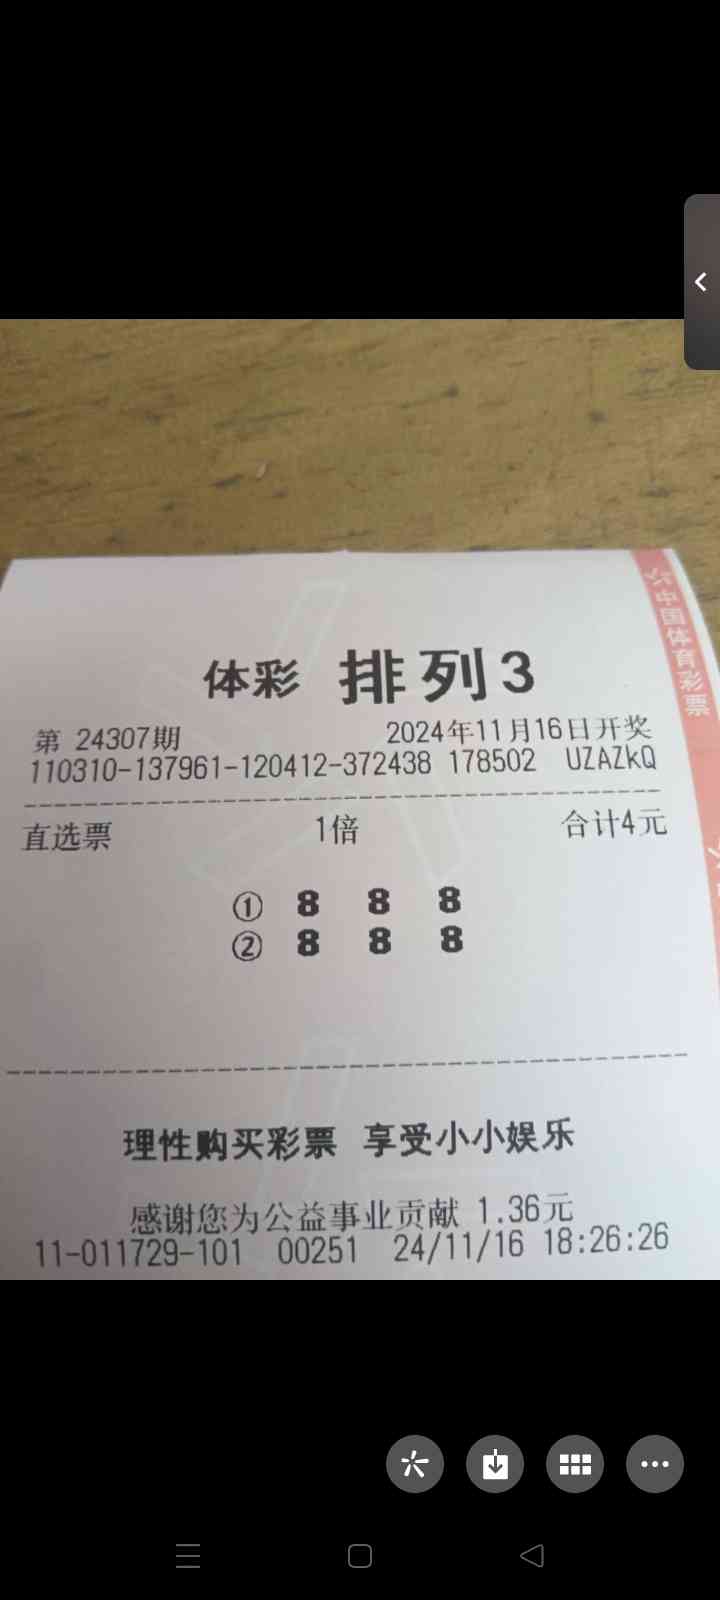 中国体育彩票
体彩 排列3
第 24307期 2024年11月16日开奖
110310-137961-120412-372438 178502 UZAZkQ
直选票 1倍 合计4元
① 8 8 8
② 8 8 8
理性购买彩票 享受小小娱乐
感谢您为公益事业贡献 1.36元
11-011729-101 00251 24/11/16 18:26:26